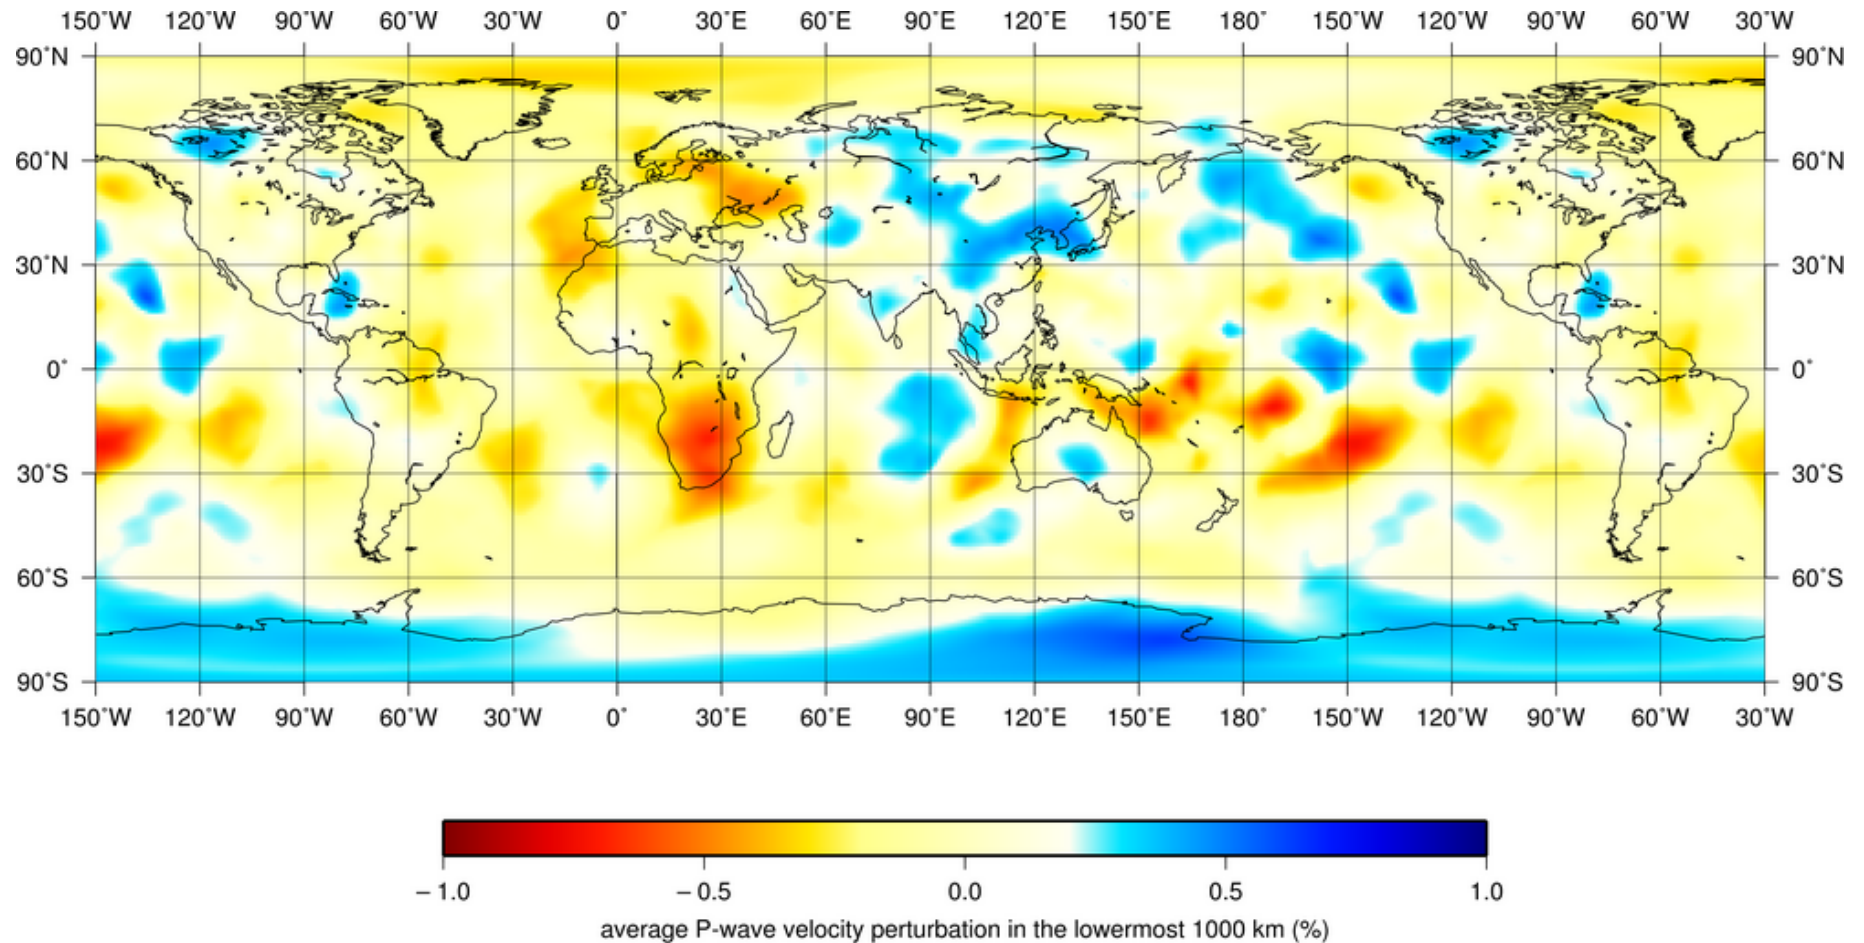 150˚W 120˚W 90˚W 60˚W 30˚W 0˚ 30˚E 60˚E 90˚E 120˚E 150˚E 180˚ 150˚W 120˚W 90˚W 60˚W 30˚W
90˚N 90˚N
60˚N 60˚N
30˚N 30˚N
0˚ 0˚
30˚S 30˚S
60˚S 60˚S
90˚S 90˚S
150˚W 120˚W 90˚W 60˚W 30˚W 0˚ 30˚E 60˚E 90˚E 120˚E 150˚E 180˚ 150˚W 120˚W 90˚W 60˚W 30˚W
−1.0 −0.5 0.0 0.5 1.0
average P-wave velocity perturbation in the lowermost 1000 km (%)